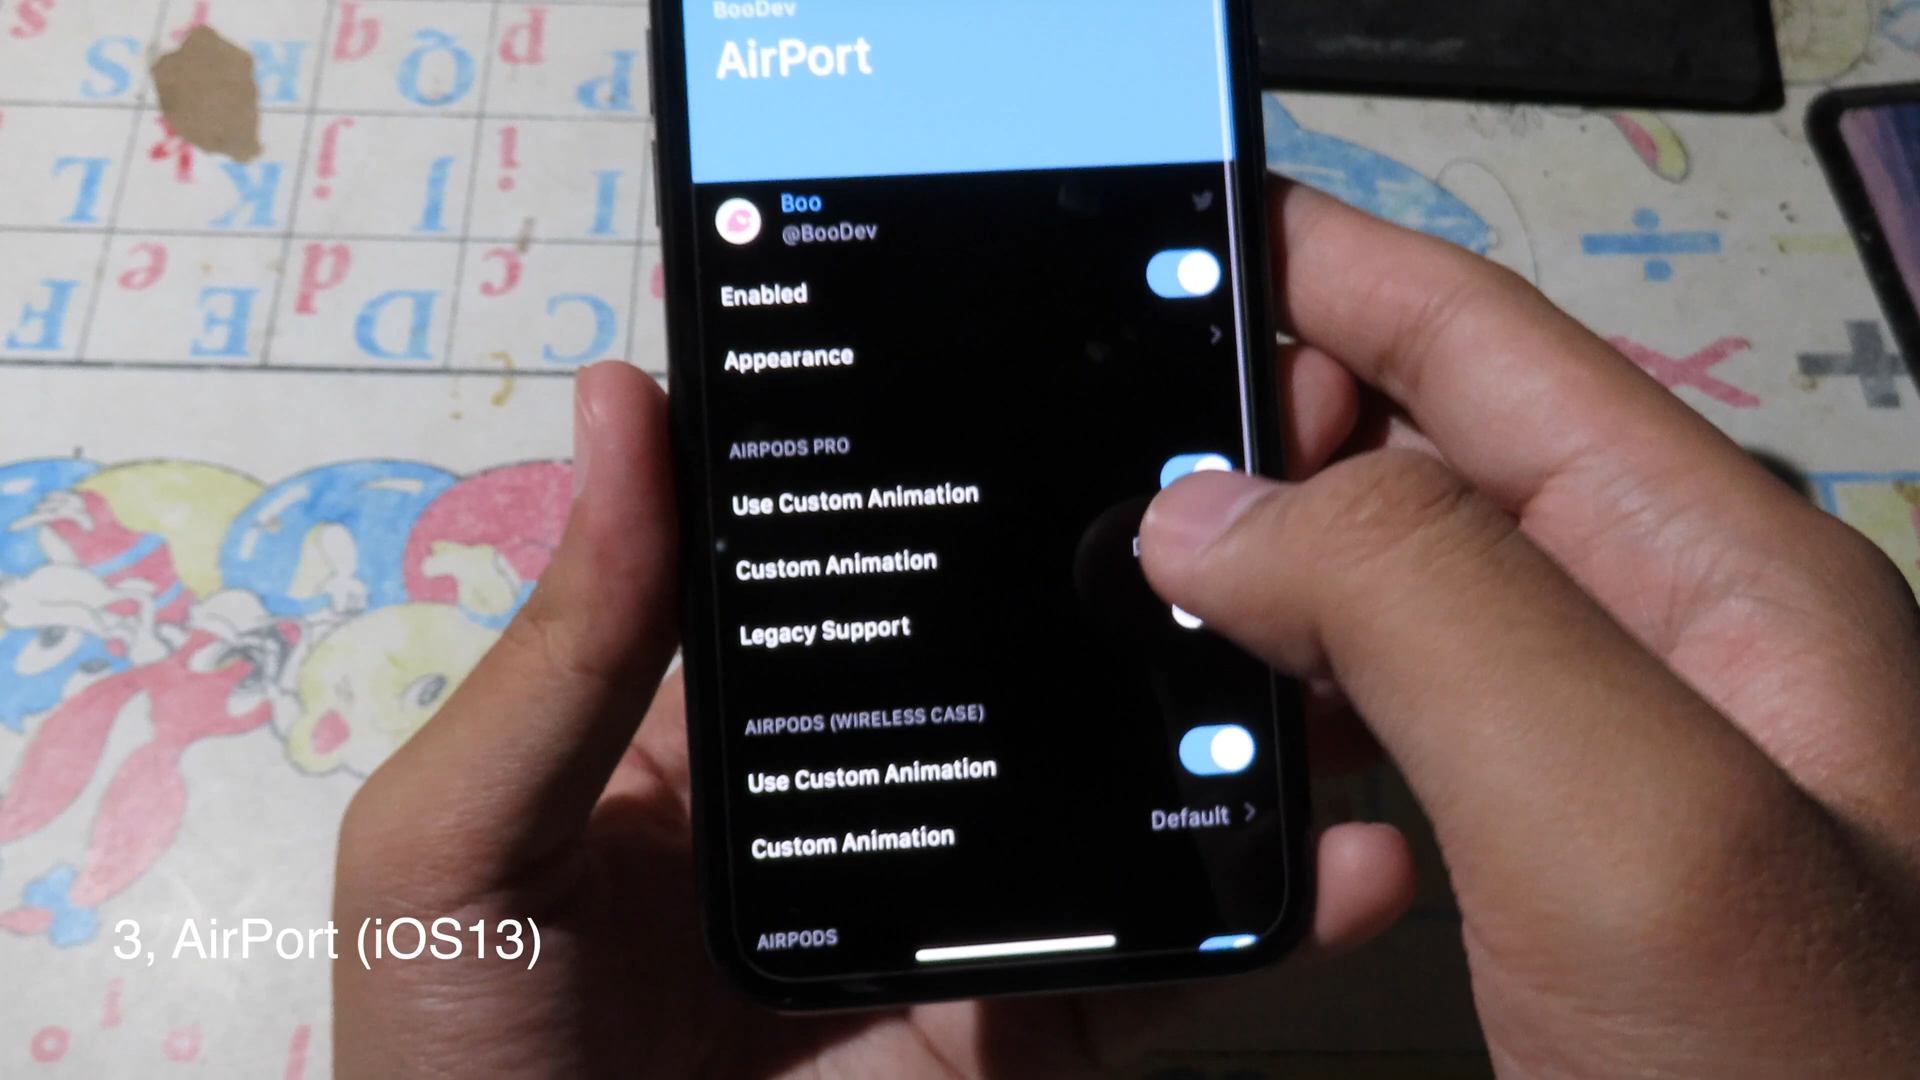 BooDev
AirPort
Boo
@BooDev
Enabled
Appearance
AIRPODS PRO
Use Custom Animation
Custom Animation
Legacy Support
AIRPODS (WIRELESS CASE)
Use Custom Animation
Custom Animation
Default
AIRPODS
3, AirPort (iOS13)
S
R
q
Q
p
P
L
k
K
j
J
i
I
F
e
E
d
D
c
C
÷
×
+